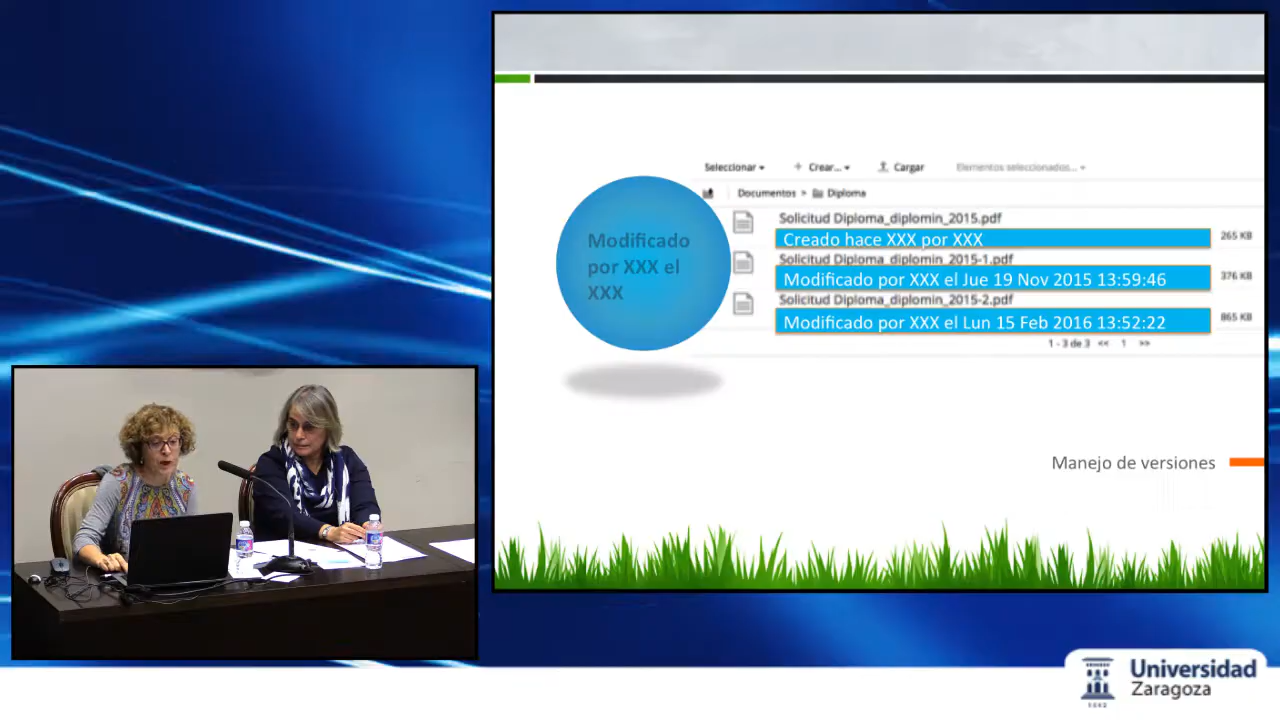 Seleccionar
+ Crear...
Cargar
Elementos seleccionados...
Documentos > Diploma
Solicitud Diploma_diplomin_2015.pdf
Creado hace XXX por XXX
265 KB
Solicitud Diploma_diplomin_2015-1.pdf
Modificado por XXX el Jue 19 Nov 2015 13:59:46
376 KB
Solicitud Diploma_diplomin_2015-2.pdf
Modificado por XXX el Lun 15 Feb 2016 13:52:22
865 KB
1 - 3 de 3 << 1 >>
Modificado
por XXX el
XXX
Manejo de versiones
Universidad
Zaragoza
1542